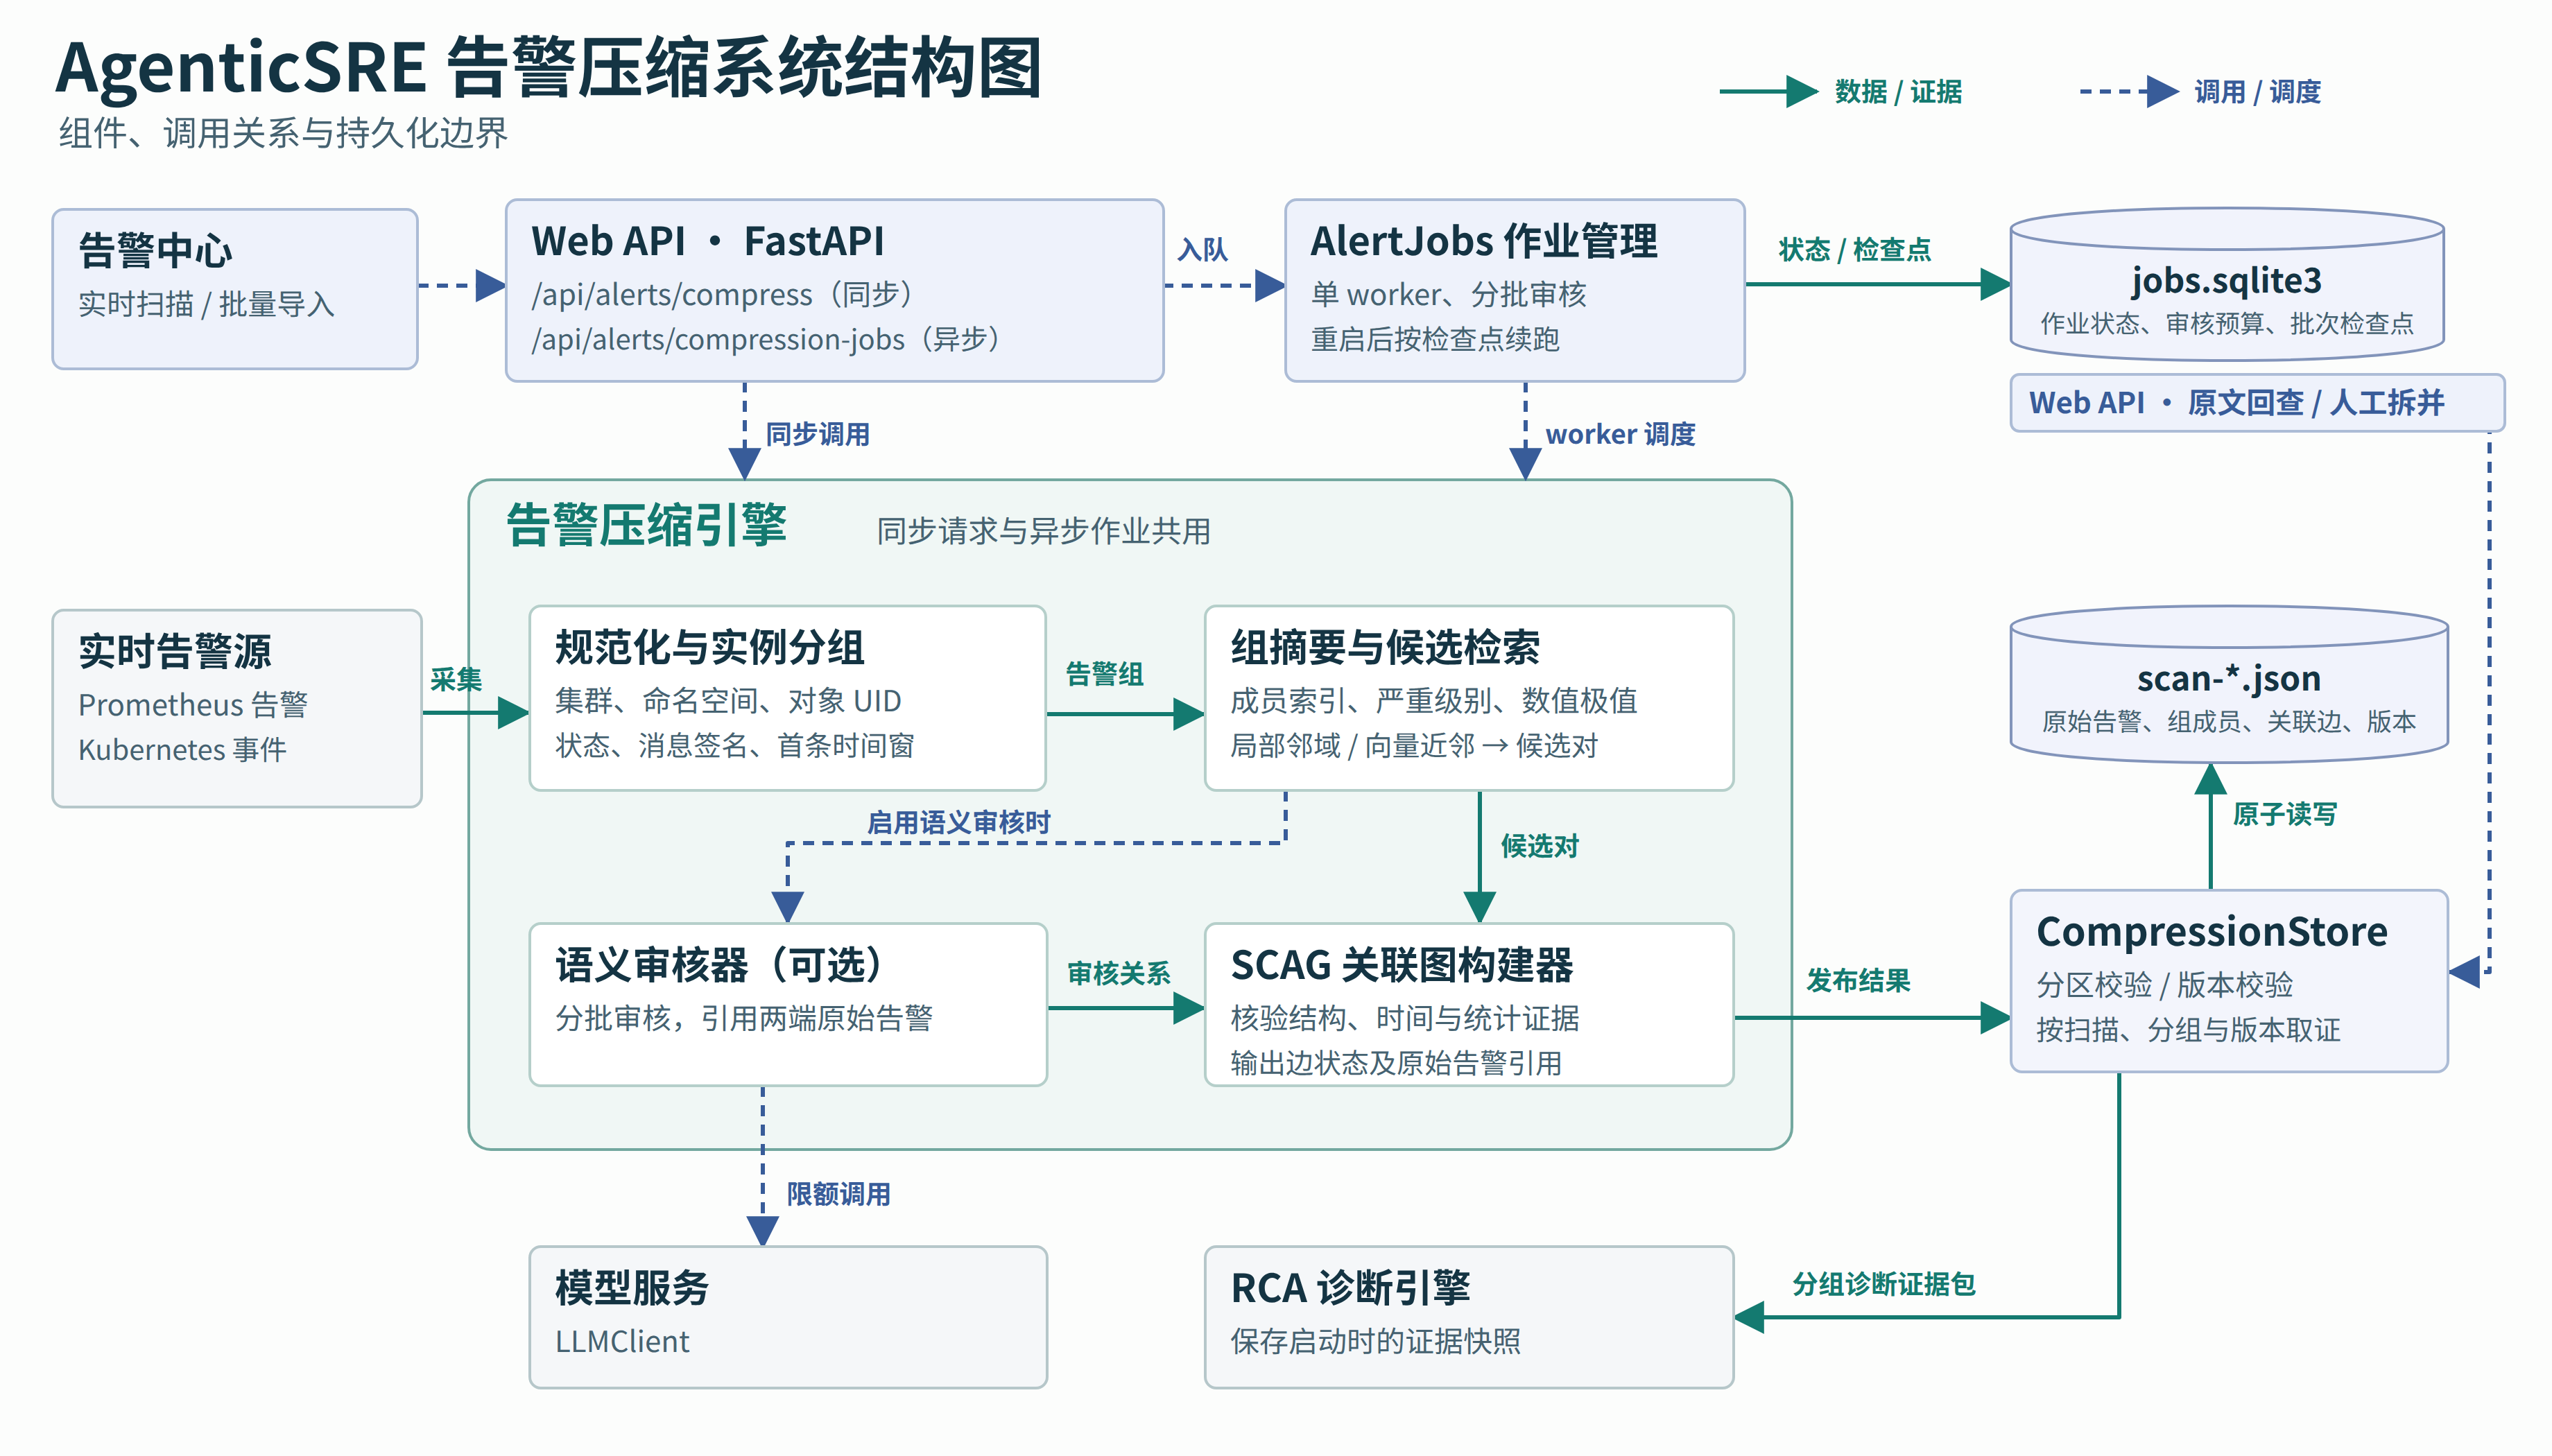 AgenticSRE 告警压缩系统结构图
组件、调用关系与持久化边界
数据 / 证据
调用 / 调度
告警中心
实时扫描 / 批量导入
Web API · FastAPI
/api/alerts/compress（同步）
/api/alerts/compression-jobs（异步）
入队
AlertJobs 作业管理
单 worker、分批审核
重启后按检查点续跑
状态 / 检查点
jobs.sqlite3
作业状态、审核预算、批次检查点
Web API · 原文回查 / 人工拆并
同步调用
worker 调度
告警压缩引擎
同步请求与异步作业共用
实时告警源
Prometheus 告警
Kubernetes 事件
采集
规范化与实例分组
集群、命名空间、对象 UID
状态、消息签名、首条时间窗
告警组
组摘要与候选检索
成员索引、严重级别、数值极值
局部邻域 / 向量近邻 → 候选对
scan-*.json
原始告警、组成员、关联边、版本
启用语义审核时
候选对
原子读写
语义审核器（可选）
分批审核，引用两端原始告警
审核关系
SCAG 关联图构建器
核验结构、时间与统计证据
输出边状态及原始告警引用
发布结果
CompressionStore
分区校验 / 版本校验
按扫描、分组与版本取证
限额调用
模型服务
LLMClient
RCA 诊断引擎
保存启动时的证据快照
分组诊断证据包